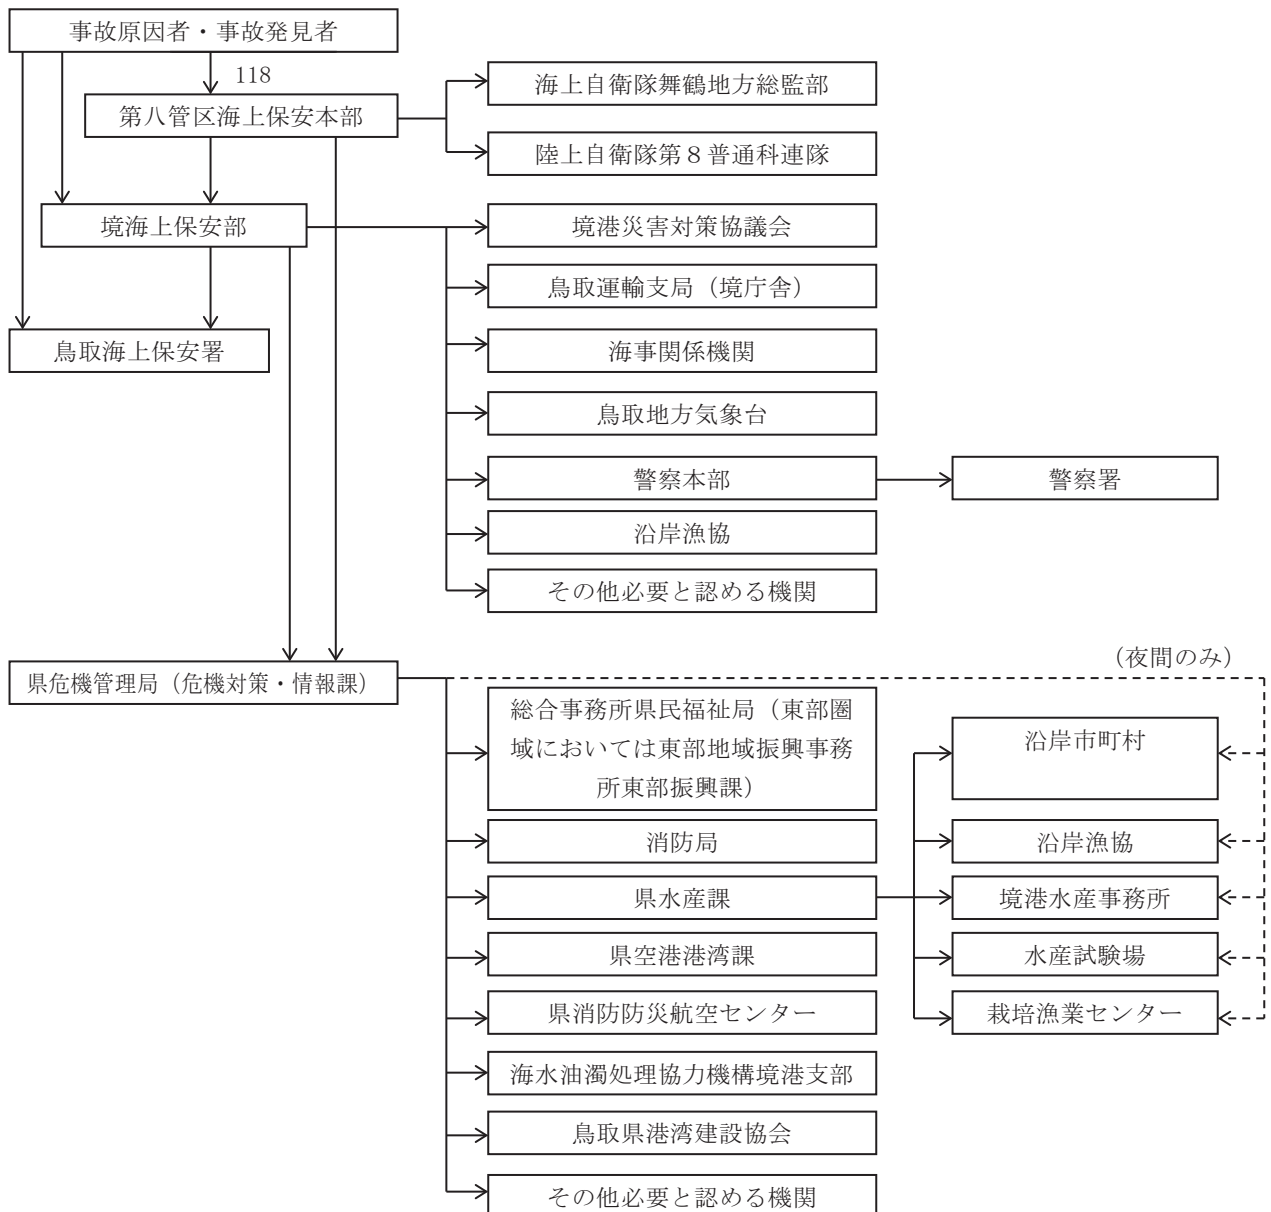 事故原因者・事故発見者
118
第八管区海上保安本部
海上自衛隊舞鶴地方総監部
陸上自衛隊第８普通科連隊
境海上保安部
境港災害対策協議会
鳥取運輸支局（境庁舎）
鳥取海上保安署
海事関係機関
鳥取地方気象台
警察本部
警察署
沿岸漁協
その他必要と認める機関
（夜間のみ）
県危機管理局（危機対策・情報課）
総合事務所県民福祉局（東部圏
域においては東部地域振興事務
所東部振興課）
沿岸市町村
消防局
沿岸漁協
県水産課
境港水産事務所
県空港港湾課
水産試験場
県消防防災航空センター
栽培漁業センター
海水油濁処理協力機構境港支部
鳥取県港湾建設協会
その他必要と認める機関